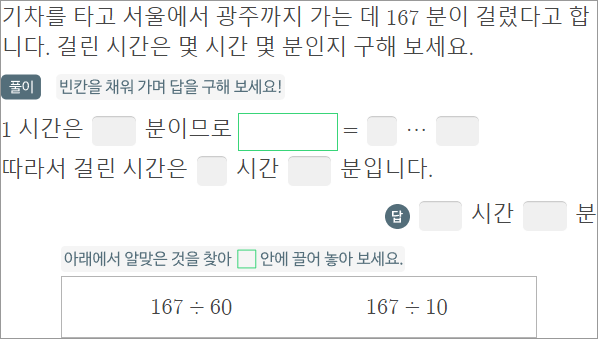 기차를 타고 서울에서 광주까지 가는 데 167 분이 걸렸다고 합
니다. 걸린 시간은 몇 시간 몇 분인지 구해 보세요.
풀이 빈칸을 채워 가며 답을 구해 보세요!
1 시간은 분이므로 = ⋯
따라서 걸린 시간은 시간 분입니다.
답 시간 분
아래에서 알맞은 것을 찾아 안에 끌어 놓아 보세요.
167 ÷ 60 167 ÷ 10